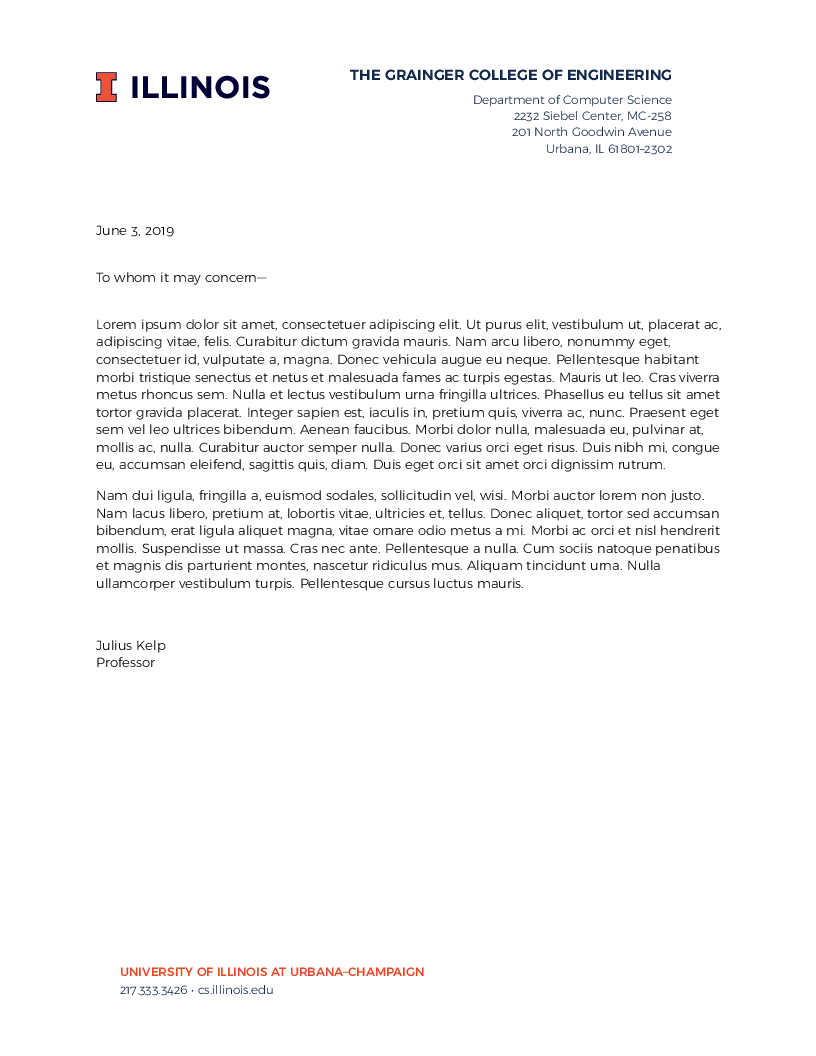 ILLINOIS
THE GRAINGER COLLEGE OF ENGINEERING
Department of Computer Science
2232 Siebel Center, MC-258
201 North Goodwin Avenue
Urbana, IL 61801–2302
June 3, 2019
To whom it may concern—
Lorem ipsum dolor sit amet, consectetuer adipiscing elit. Ut purus elit, vestibulum ut, placerat ac,
adipiscing vitae, felis. Curabitur dictum gravida mauris. Nam arcu libero, nonummy eget,
consectetuer id, vulputate a, magna. Donec vehicula augue eu neque. Pellentesque habitant
morbi tristique senectus et netus et malesuada fames ac turpis egestas. Mauris ut leo. Cras viverra
metus rhoncus sem. Nulla et lectus vestibulum urna fringilla ultrices. Phasellus eu tellus sit amet
tortor gravida placerat. Integer sapien est, iaculis in, pretium quis, viverra ac, nunc. Praesent eget
sem vel leo ultrices bibendum. Aenean faucibus. Morbi dolor nulla, malesuada eu, pulvinar at,
mollis ac, nulla. Curabitur auctor semper nulla. Donec varius orci eget risus. Duis nibh mi, congue
eu, accumsan eleifend, sagittis quis, diam. Duis eget orci sit amet orci dignissim rutrum.
Nam dui ligula, fringilla a, euismod sodales, sollicitudin vel, wisi. Morbi auctor lorem non justo.
Nam lacus libero, pretium at, lobortis vitae, ultricies et, tellus. Donec aliquet, tortor sed accumsan
bibendum, erat ligula aliquet magna, vitae ornare odio metus a mi. Morbi ac orci et nisl hendrerit
mollis. Suspendisse ut massa. Cras nec ante. Pellentesque a nulla. Cum sociis natoque penatibus
et magnis dis parturient montes, nascetur ridiculus mus. Aliquam tincidunt urna. Nulla
ullamcorper vestibulum turpis. Pellentesque cursus luctus mauris.
Julius Kelp
Professor
UNIVERSITY OF ILLINOIS AT URBANA–CHAMPAIGN
217.333.3426 • cs.illinois.edu